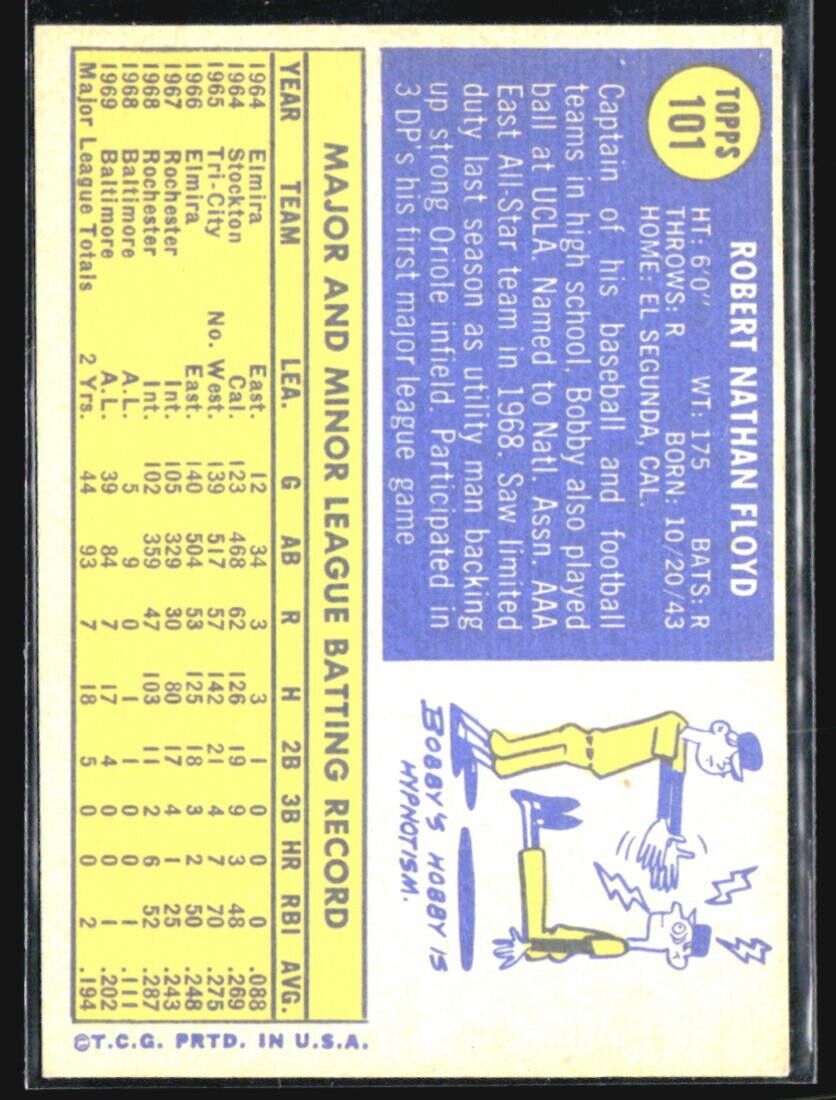 TOPPS
101
ROBERT NATHAN FLOYD
HT: 6'0" WT: 175 BATS: R
THROWS: R BORN: 10/20/43
HOME: EL SEGUNDA, CAL.
Captain of his baseball and football
teams in high school, Bobby also played
ball at UCLA. Named to Natl. Assn. AAA
East All-Star team in 1968. Saw limited
duty last season as utility man backing
up strong Oriole infield. Participated in
3 DP's his first major league game
BOBBY'S HOBBY IS
HYPNOTISM.
MAJOR AND MINOR LEAGUE BATTING RECORD
YEAR TEAM LEA. G AB R H 2B 3B HR RBI AVG.
1964 Elmira East. 12 34 3 3 1 0 0 0 .088
1964 Stockton Cal. 123 468 62 126 19 9 3 48 .269
1965 Tri-City No. West. 139 517 57 142 21 4 7 70 .275
1966 Elmira East. 140 504 53 125 18 3 2 50 .248
1967 Rochester Int. 105 329 30 80 17 4 1 25 .243
1968 Rochester Int. 102 359 47 103 11 2 6 52 .287
1968 Baltimore A.L. 5 9 0 1 1 0 0 1 .111
1969 Baltimore A.L. 39 84 7 17 4 0 0 1 .202
Major League Totals 2 Yrs. 44 93 7 18 5 0 0 2 .194
©T.C.G. PRTD. IN U.S.A.